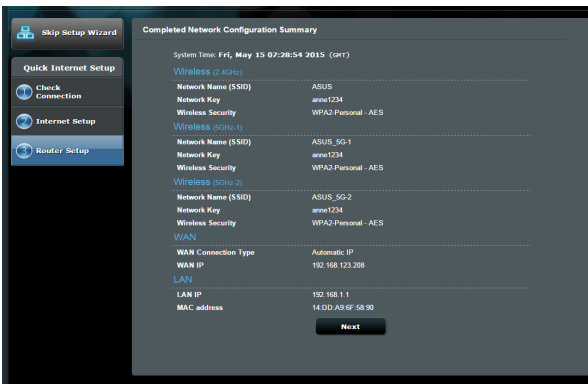 Skip Setup Wizard
Quick Internet Setup
1 Check Connection
2 Internet Setup
3 Router Setup
Completed Network Configuration Summary
System Time: Fri, May 15 07:28:54 2015 (GMT)
Wireless (2.4GHz)
Network Name (SSID) ASUS
Network Key anne1234
Wireless Security WPA2-Personal - AES
Wireless (5GHz-1)
Network Name (SSID) ASUS_5G-1
Network Key anne1234
Wireless Security WPA2-Personal - AES
Wireless (5GHz-2)
Network Name (SSID) ASUS_5G-2
Network Key anne1234
Wireless Security WPA2-Personal - AES
WAN
WAN Connection Type Automatic IP
WAN IP 192.168.123.208
LAN
LAN IP 192.168.1.1
MAC address 14:DD:A9:6F:58:90
Next